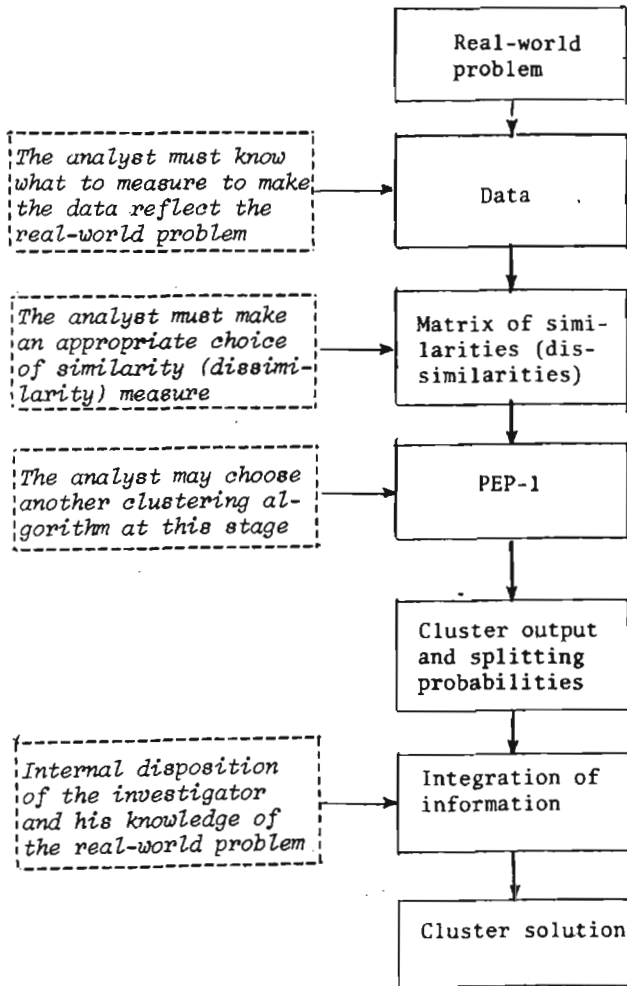 Real-world
problem
The analyst must know
what to measure to make
the data reflect the
real-world problem
Data
The analyst must make
an appropriate choice
of similarity (dissimi-
larity) measure
Matrix of simi-
larities (dis-
similarities)
The analyst may choose
another clustering al-
gorithm at this stage
PEP-1
Cluster output
and splitting
probabilities
Internal disposition
of the investigator
and his knowledge of
the real-world problem
Integration of
information
Cluster solution